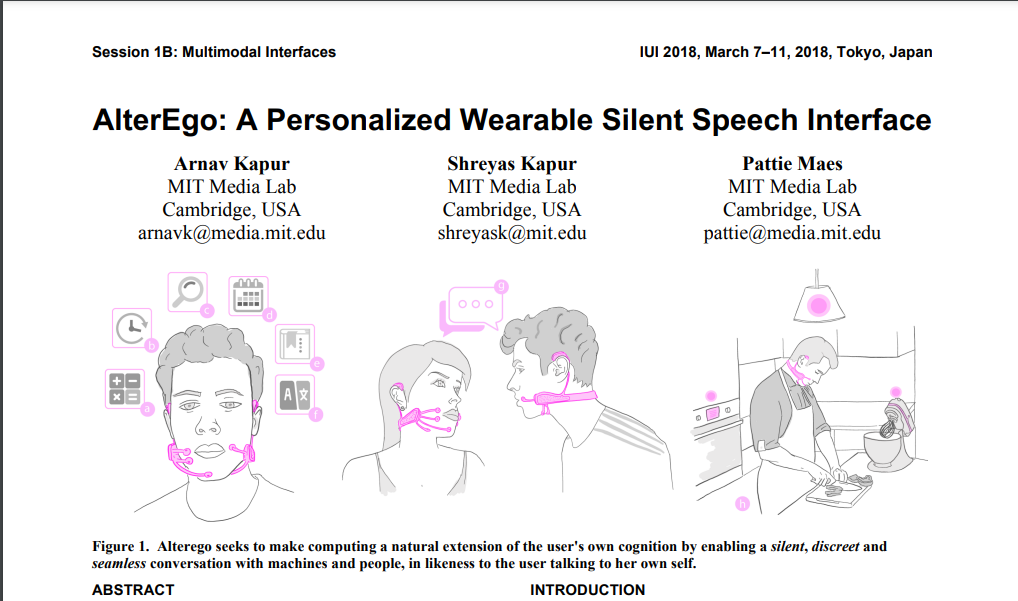 Session 1B: Multimodal Interfaces
IUI 2018, March 7–11, 2018, Tokyo, Japan
AlterEgo: A Personalized Wearable Silent Speech Interface
Arnav Kapur
MIT Media Lab
Cambridge, USA
arnavk@media.mit.edu
Shreyas Kapur
MIT Media Lab
Cambridge, USA
shreyask@mit.edu
Pattie Maes
MIT Media Lab
Cambridge, USA
pattie@media.mit.edu
a
b
c
d
e
A 文
f
g
h
Figure 1. Alterego seeks to make computing a natural extension of the user's own cognition by enabling a silent, discreet and
seamless conversation with machines and people, in likeness to the user talking to her own self.
ABSTRACT
INTRODUCTION